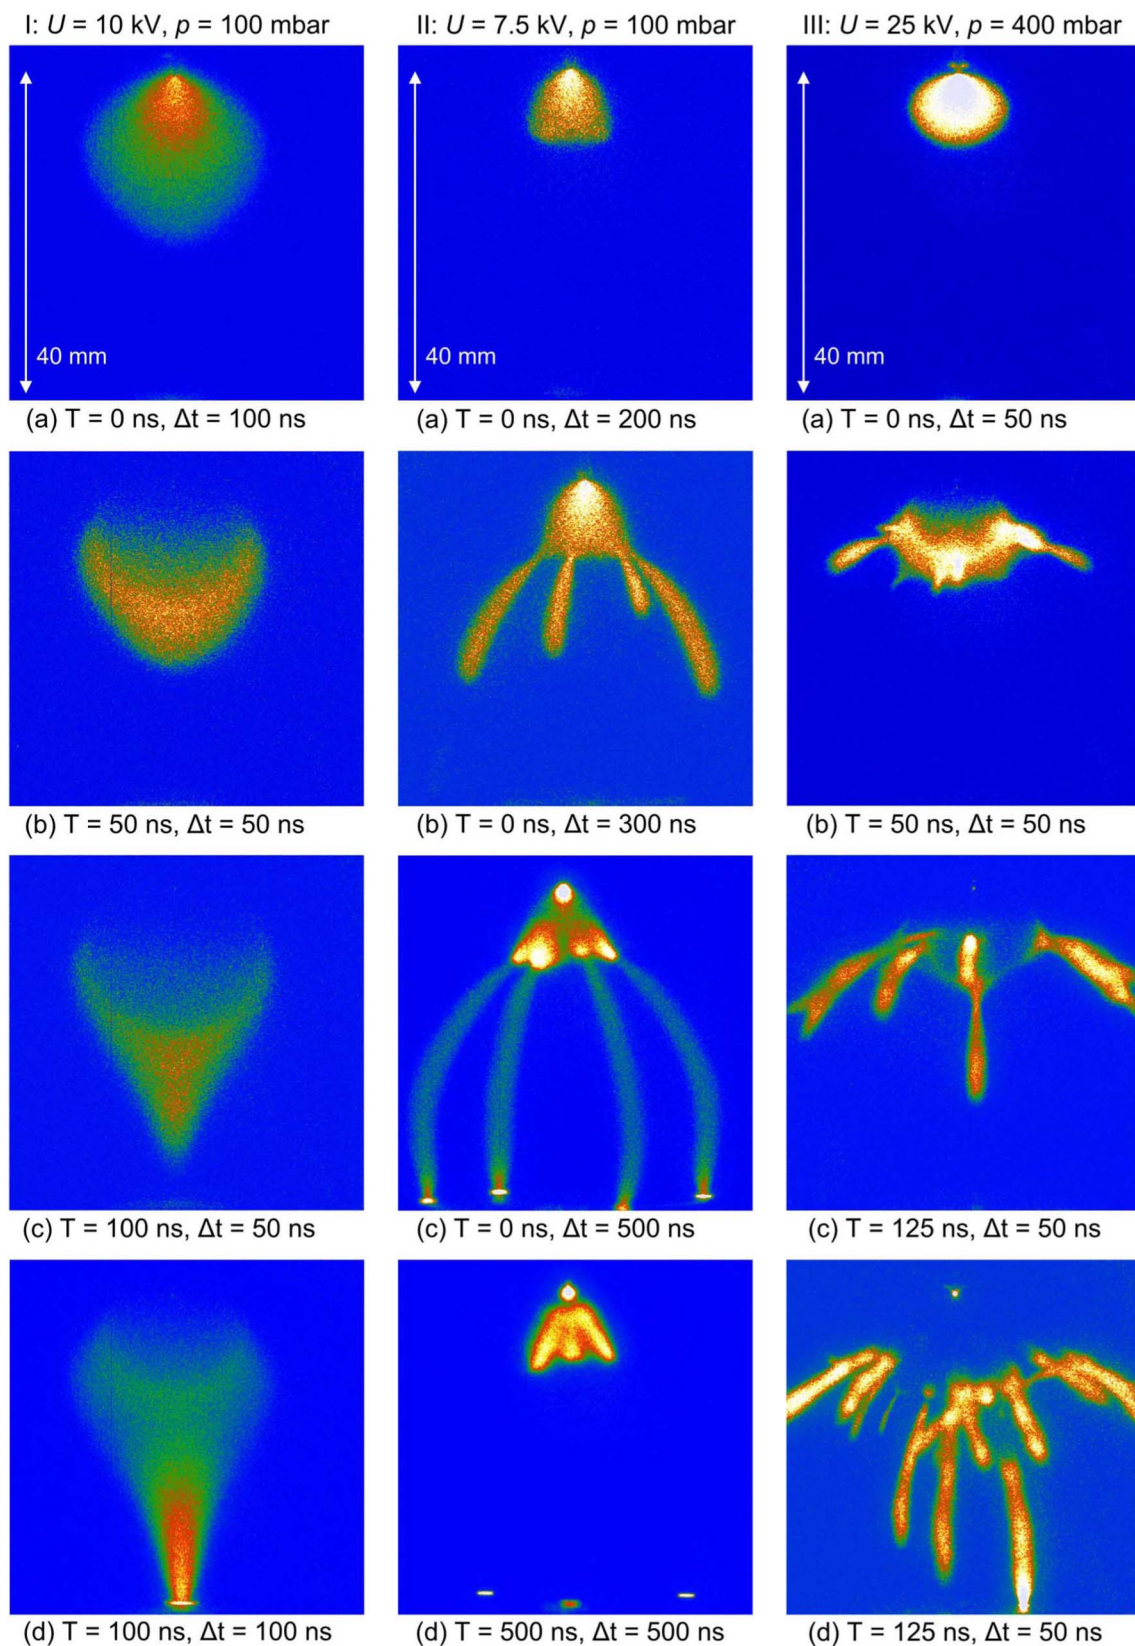 I: U = 10 kV, p = 100 mbar
II: U = 7.5 kV, p = 100 mbar
III: U = 25 kV, p = 400 mbar
40 mm
40 mm
40 mm
(a) T = 0 ns, Δt = 100 ns
(a) T = 0 ns, Δt = 200 ns
(a) T = 0 ns, Δt = 50 ns
(b) T = 50 ns, Δt = 50 ns
(b) T = 0 ns, Δt = 300 ns
(b) T = 50 ns, Δt = 50 ns
(c) T = 100 ns, Δt = 50 ns
(c) T = 0 ns, Δt = 500 ns
(c) T = 125 ns, Δt = 50 ns
(d) T = 100 ns, Δt = 100 ns
(d) T = 500 ns, Δt = 500 ns
(d) T = 125 ns, Δt = 50 ns